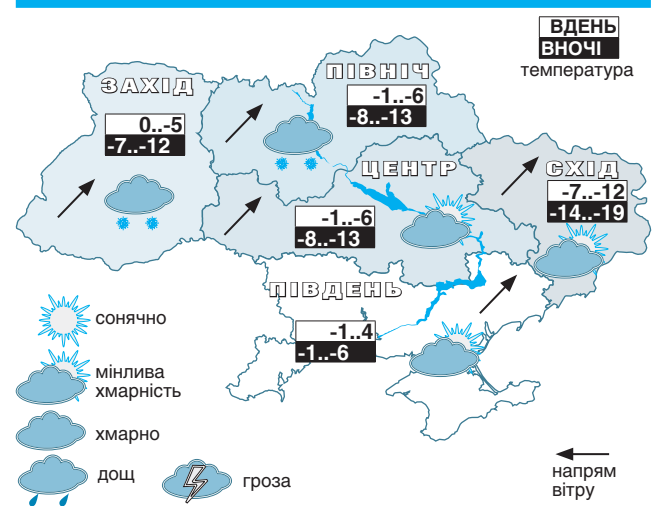 ВДЕНЬ
ВНОЧІ
температура
ПІВНІЧ
-1..-6
-8..-13
ЗАХІД
0..-5
-7..-12
ЦЕНТР
-1..-6
-8..-13
СХІД
-7..-12
-14..-19
ПІВДЕНЬ
-1..4
-1..-6
сонячно
мінлива
хмарність
хмарно
дощ
гроза
напрям
вітру